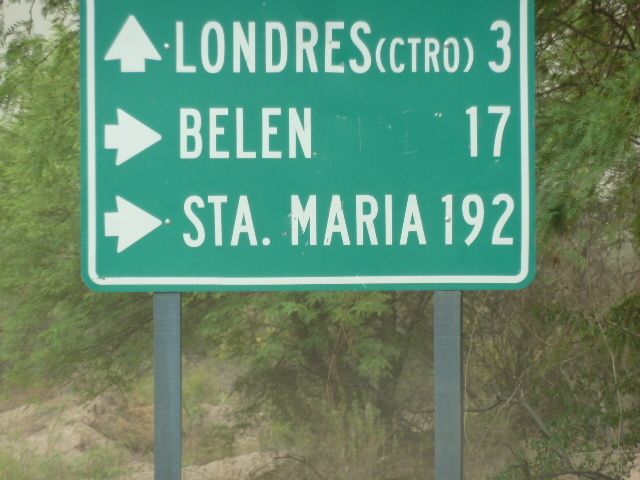 LONDRES (CTRO) 3
BELEN 17
STA. MARIA 192